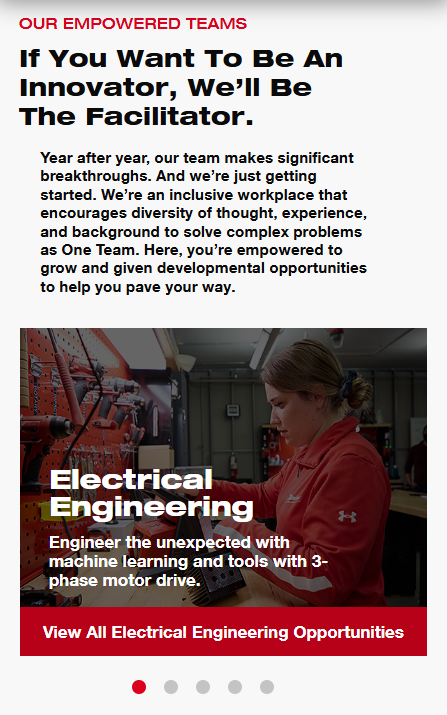 OUR EMPOWERED TEAMS
If You Want To Be An
Innovator, We’ll Be
The Facilitator.
Year after year, our team makes significant
breakthroughs. And we’re just getting
started. We’re an inclusive workplace that
encourages diversity of thought, experience,
and background to solve complex problems
as One Team. Here, you’re empowered to
grow and given developmental opportunities
to help you pave your way.
Electrical
Engineering
Engineer the unexpected with
machine learning and tools with 3-
phase motor drive.
View All Electrical Engineering Opportunities